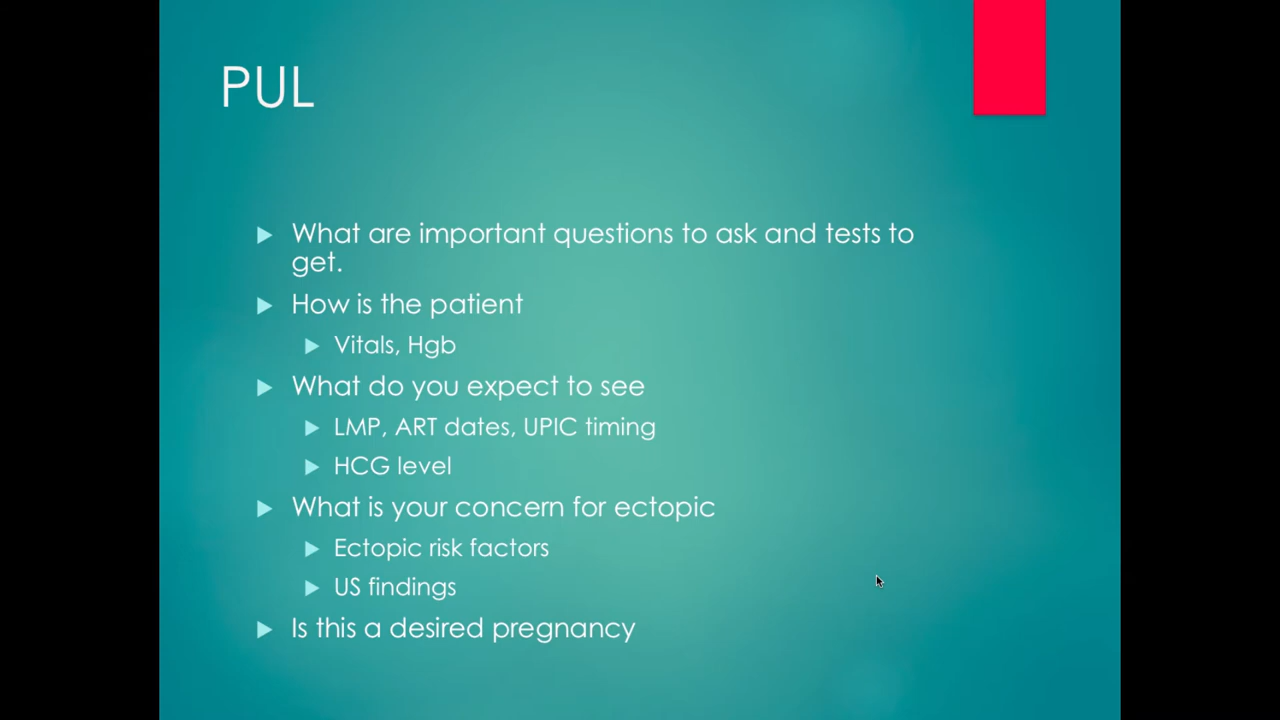 PUL
What are important questions to ask and tests to
get.
How is the patient
Vitals, Hgb
What do you expect to see
LMP, ART dates, UPIC timing
HCG level
What is your concern for ectopic
Ectopic risk factors
US findings
Is this a desired pregnancy